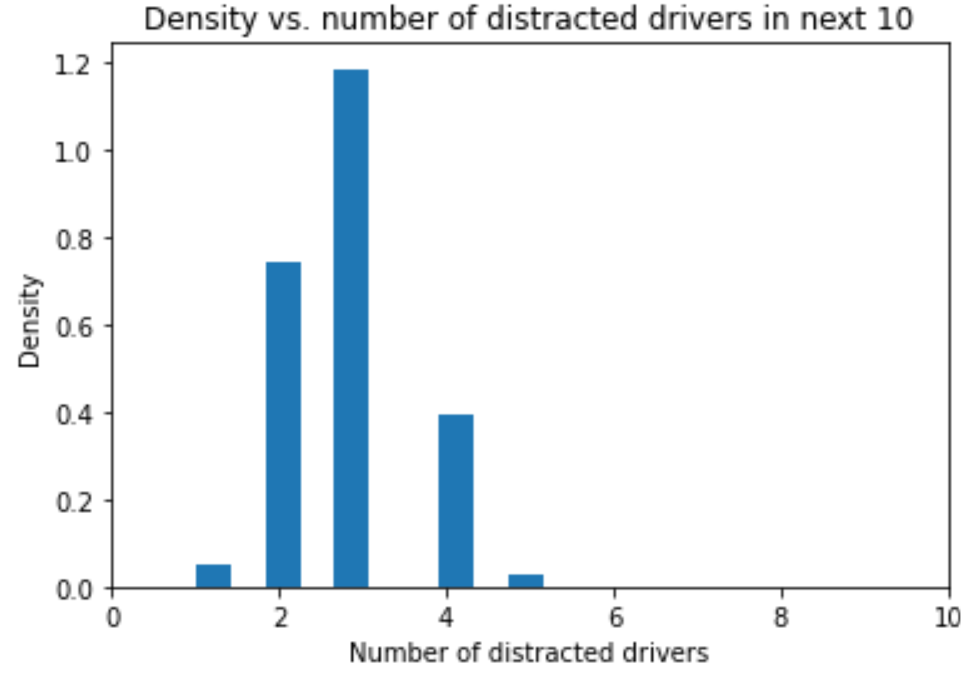 Density vs. number of distracted drivers in next 10
1.2
1.0
0.8
0.6
0.4
0.2
0.0
Density
0 2 4 6 8 10
Number of distracted drivers